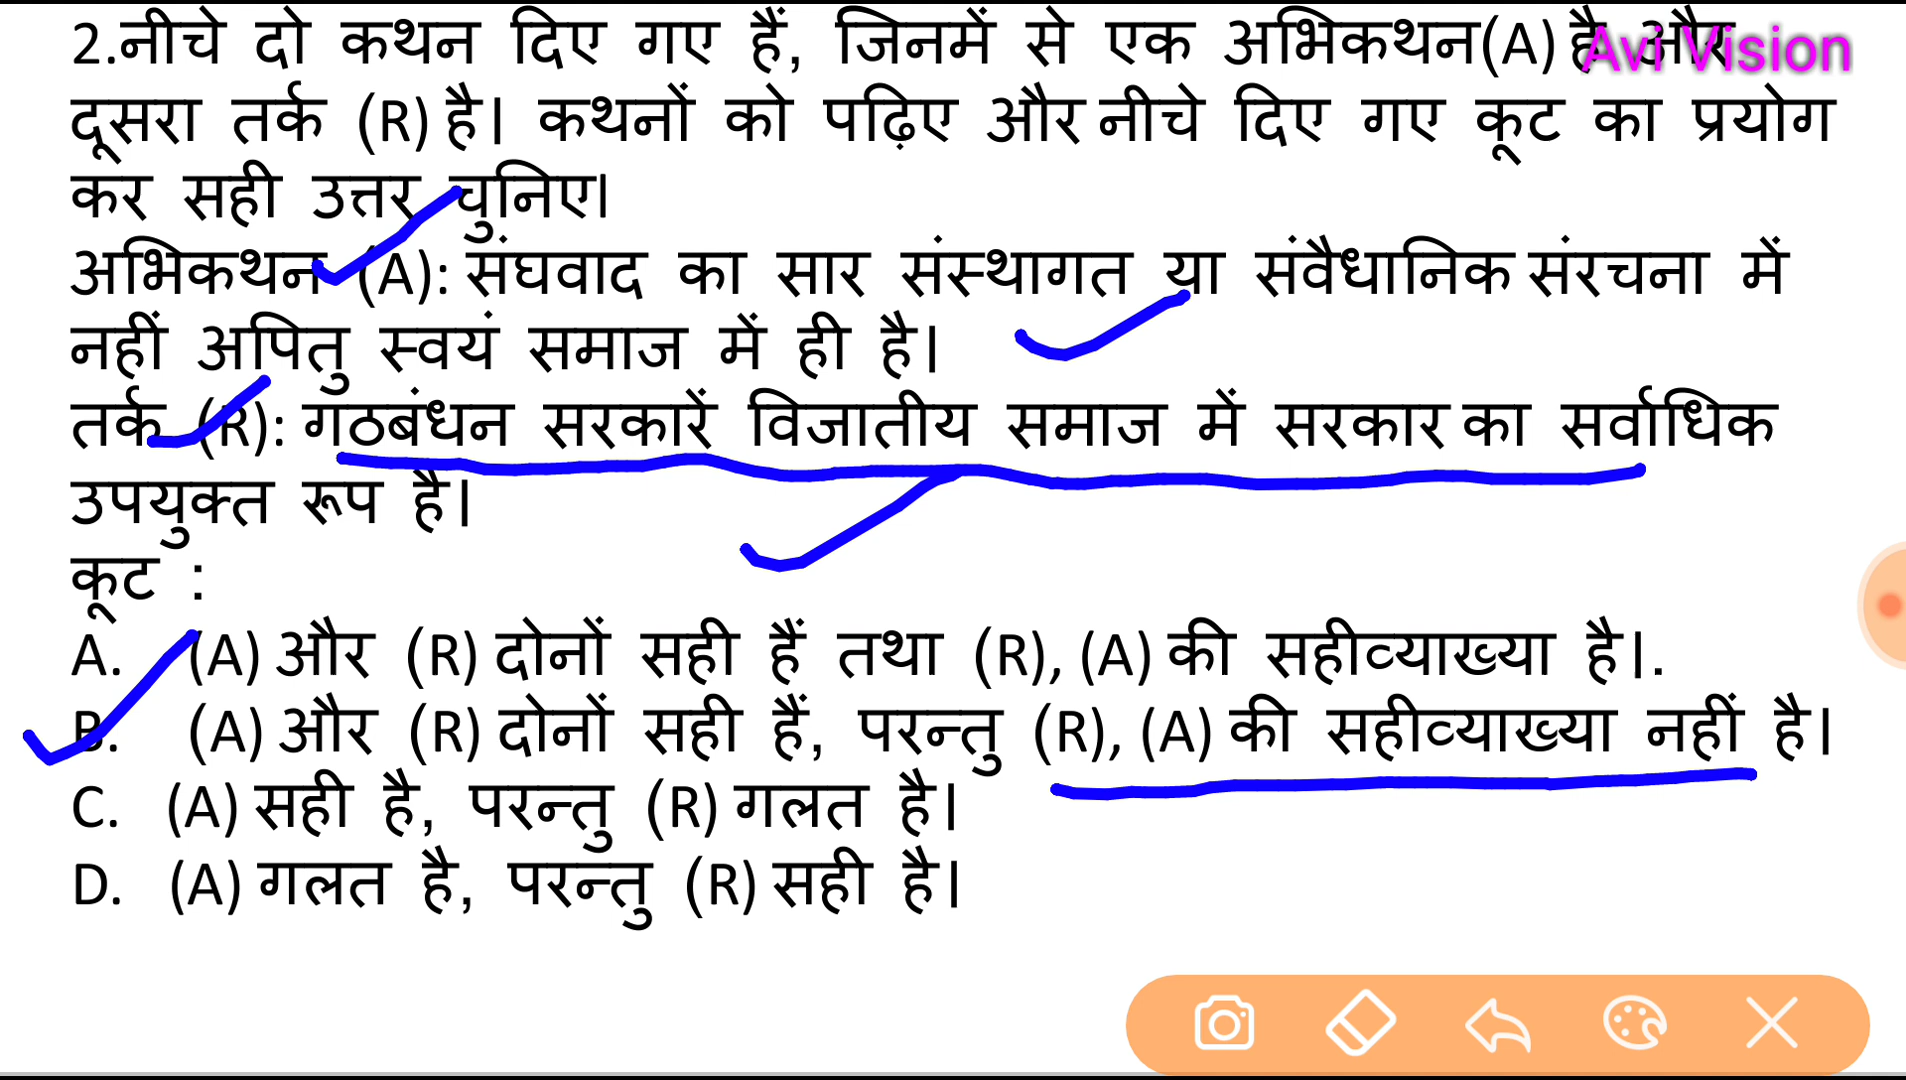 2.नीचे दो कथन दिए गए हैं, जिनमें से एक अभिकथन(A) है और
Avi Vision
दूसरा तर्क (R) है। कथनों को पढ़िए और नीचे दिए गए कूट का प्रयोग
कर सही उत्तर चुनिए।
अभिकथन (A): संघवाद का सार संस्थागत या संवैधानिक संरचना में
नहीं अपितु स्वयं समाज में ही है।
तर्क (R): गठबंधन सरकारें विजातीय समाज में सरकार का सर्वाधिक
उपयुक्त रूप है।
कूट :
A. (A) और (R) दोनों सही हैं तथा (R), (A) की सहीव्याख्या है।.
B. (A) और (R) दोनों सही हैं, परन्तु (R), (A) की सहीव्याख्या नहीं है।
C. (A) सही है, परन्तु (R) गलत है।
D. (A) गलत है, परन्तु (R) सही है।